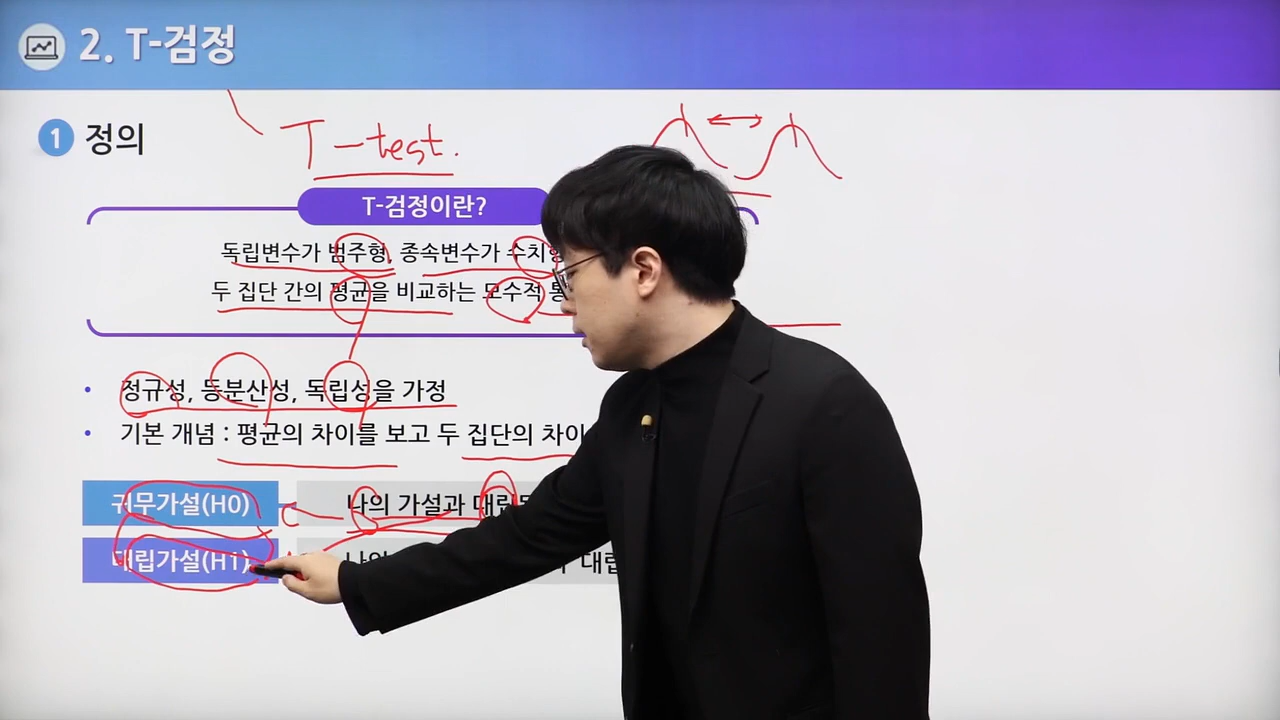 2. T-검정
1 정의
T-test.
T-검정이란?
독립변수가 범주형, 종속변수가 수치형
두 집단 간의 평균을 비교하는 모수적 통
• 정규성, 등분산성, 독립성을 가정
• 기본 개념 : 평균의 차이를 보고 두 집단의 차이
귀무가설(H0) 나의 가설과 대립
대립가설(H1) 대립